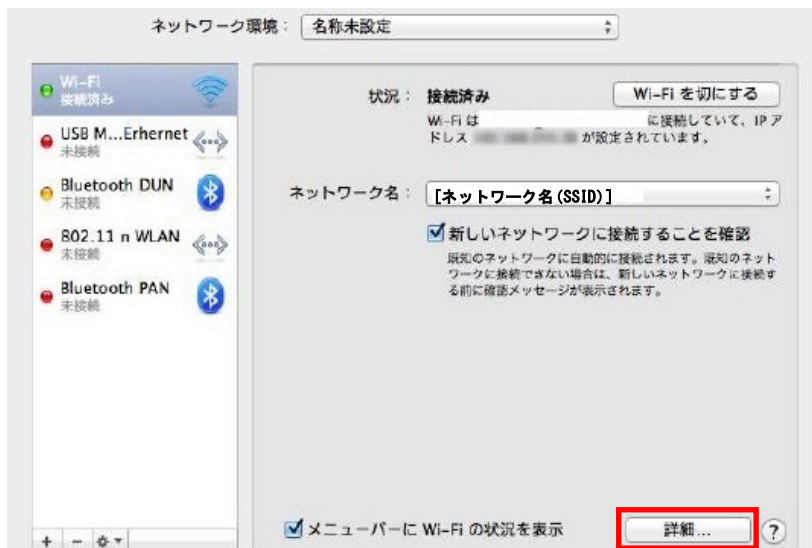 ネットワーク環境： 名称未設定
Wi-Fi
接続済み
USB M...Erhernet
未接続
Bluetooth DUN
未接続
802.11 n WLAN
未接続
Bluetooth PAN
未接続
状況： 接続済み Wi-Fi を切にする
Wi-Fi は に接続していて、IP ア
ドレス が設定されています。
ネットワーク名： [ネットワーク名(SSID)]
新しいネットワークに接続することを確認
既知のネットワークに自動的に接続されます。既知のネット
ワークに接続できない場合は、新しいネットワークに接続す
る前に確認メッセージが表示されます。
メニューバーに Wi-Fi の状況を表示 詳細... ?